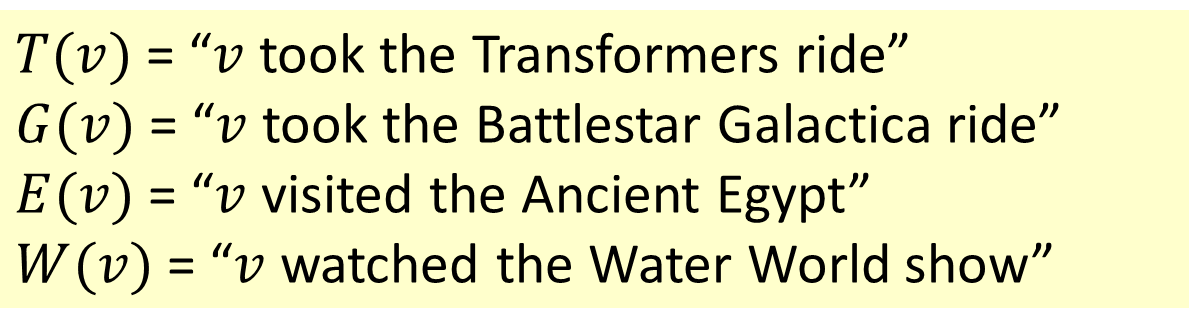 T(v) = “v took the Transformers ride”
G(v) = “v took the Battlestar Galactica ride”
E(v) = “v visited the Ancient Egypt”
W(v) = “v watched the Water World show”